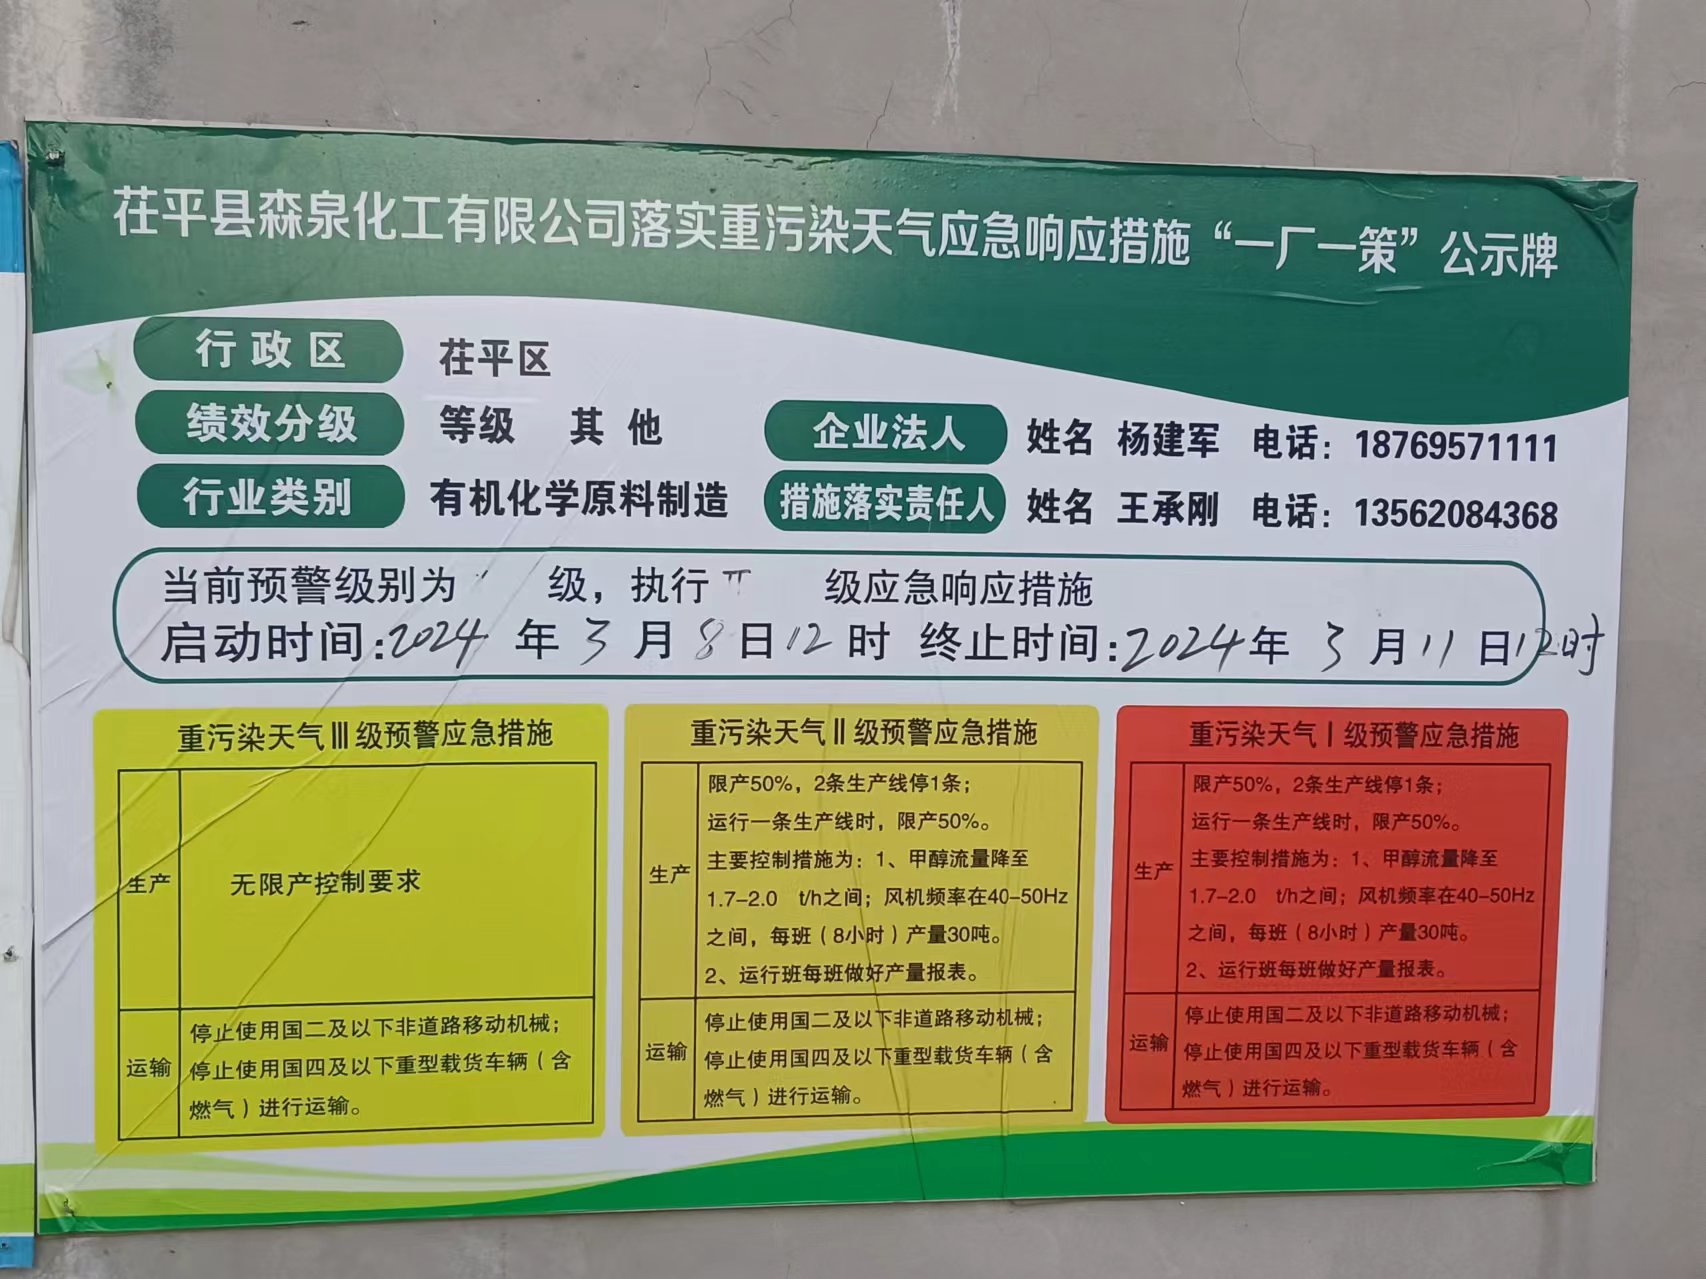 茌平县森泉化工有限公司落实重污染天气应急响应措施“一厂一策”公示牌
行政区 茌平区
绩效分级 等级 其他 企业法人 姓名 杨建军 电话：18769571111
行业类别 有机化学原料制造 措施落实责任人 姓名 王承刚 电话：13562084368
当前预警级别为 级，执行 级应急响应措施
启动时间:2024年3月8日12时 终止时间:2024年3月11日12时
重污染天气Ⅲ级预警应急措施
生产
无限产控制要求
运输
停止使用国二及以下非道路移动机械；
停止使用国四及以下重型载货车辆（含
燃气）进行运输。
重污染天气Ⅱ级预警应急措施
生产
限产50%，2条生产线停1条；
运行一条生产线时，限产50%。
主要控制措施为：1、甲醇流量降至
1.7-2.0 t/h之间；风机频率在40-50Hz
之间，每班（8小时）产量30吨。
2、运行班每班做好产量报表。
运输
停止使用国二及以下非道路移动机械；
停止使用国四及以下重型载货车辆（含
燃气）进行运输。
重污染天气Ⅰ级预警应急措施
生产
限产50%，2条生产线停1条；
运行一条生产线时，限产50%。
主要控制措施为：1、甲醇流量降至
1.7-2.0 t/h之间；风机频率在40-50Hz
之间，每班（8小时）产量30吨。
2、运行班每班做好产量报表。
运输
停止使用国二及以下非道路移动机械；
停止使用国四及以下重型载货车辆（含
燃气）进行运输。